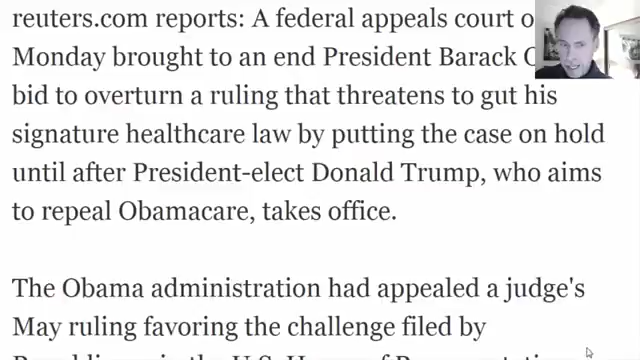 reuters.com reports: A federal appeals court
Monday brought to an end President Barack
bid to overturn a ruling that threatens to gut his
signature healthcare law by putting the case on hold
until after President-elect Donald Trump, who aims
to repeal Obamacare, takes office.
The Obama administration had appealed a judge's
May ruling favoring the challenge filed by